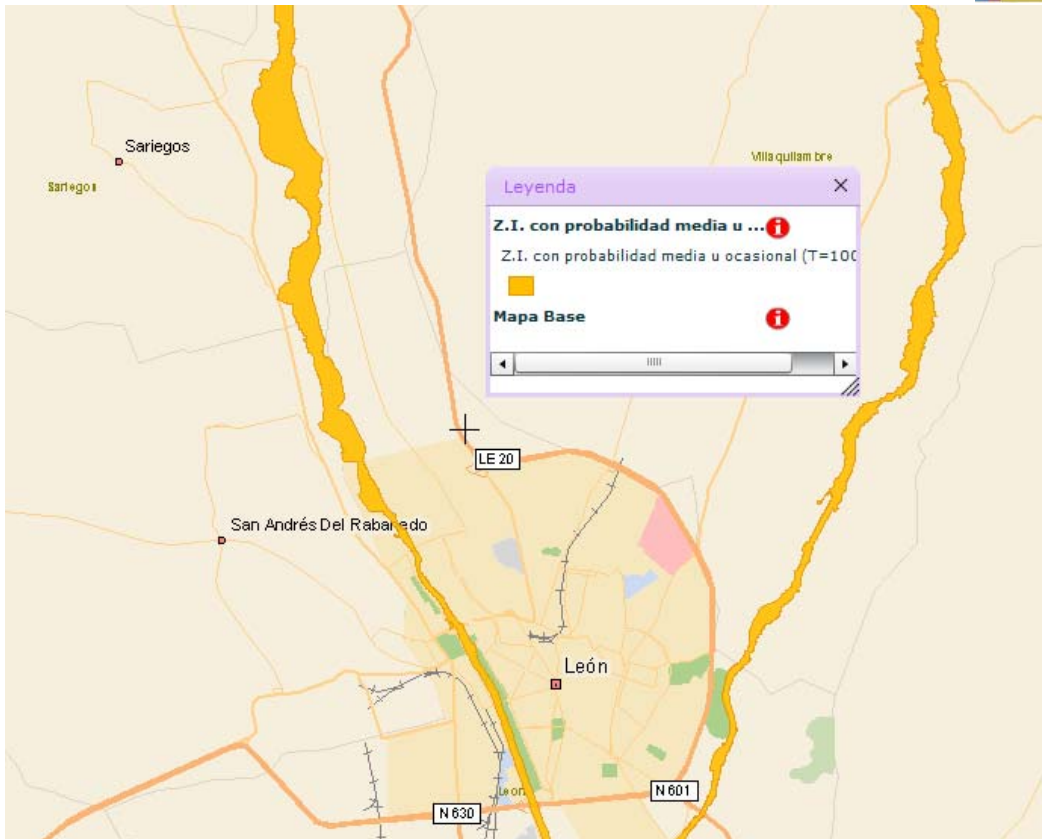 Sariegos
Sariegos
Villaquilambre
Leyenda
Z.I. con probabilidad media u ...
Z.I. con probabilidad media u ocasional (T=100
Mapa Base
LE 20
San Andrés Del Rabanedo
León
León
N 601
N 630